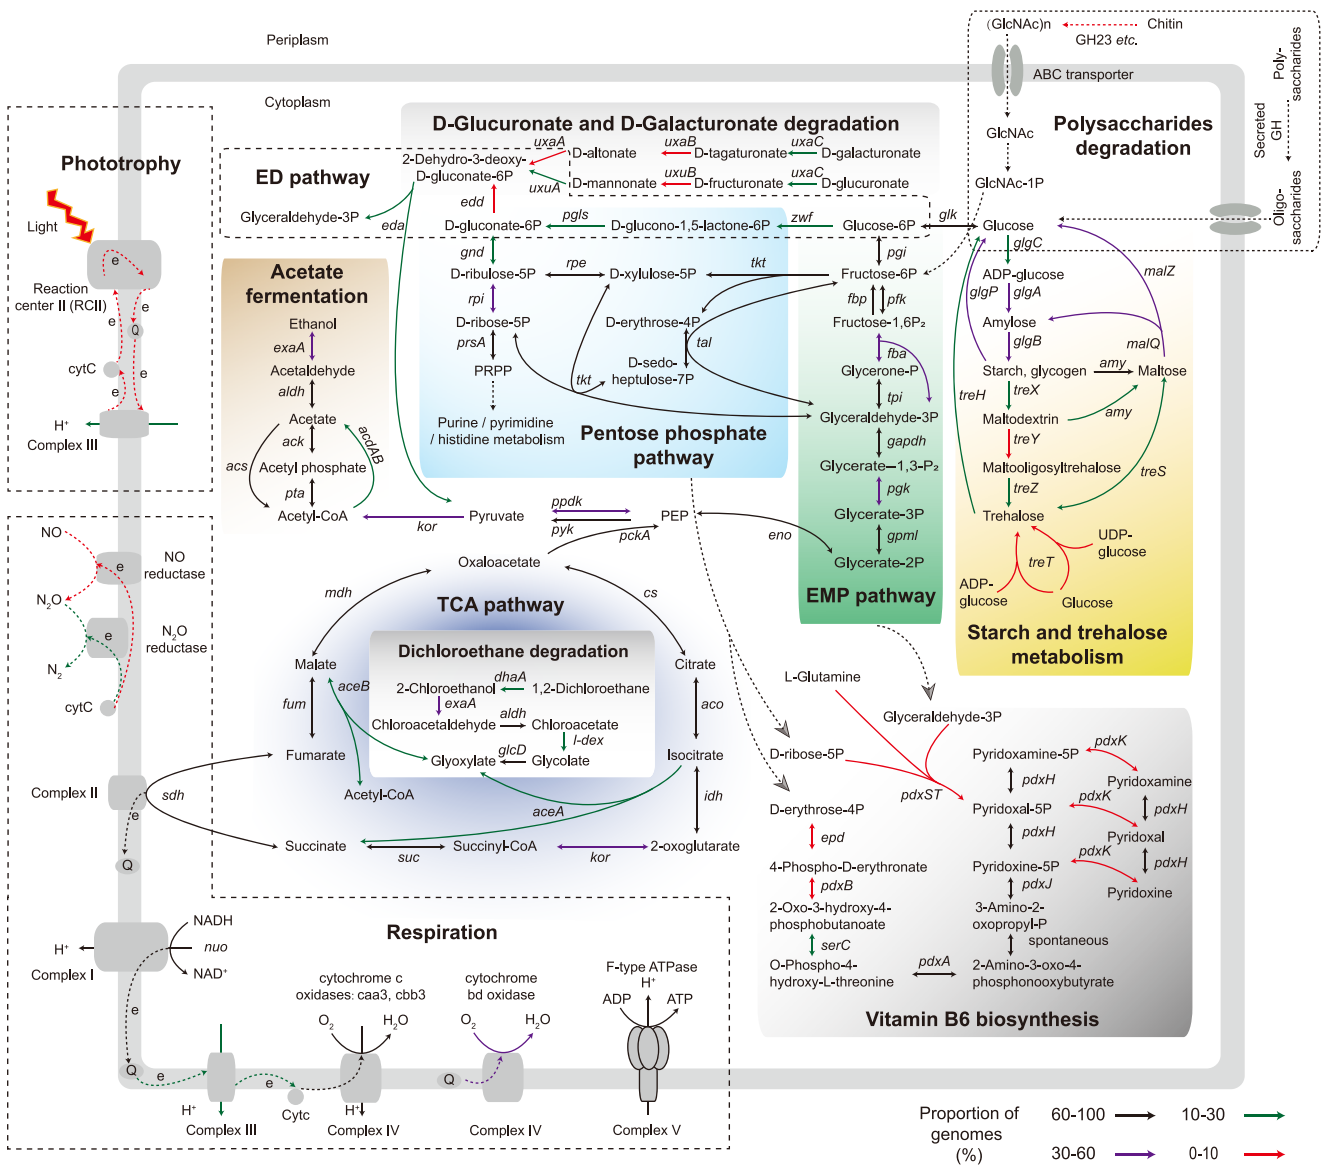 Periplasm
Cytoplasm
(GlcNAc)n
Chitin
GH23 etc.
ABC transporter
Poly-
saccharides
Secreted
GH
Oligo-
saccharides
GlcNAc
GlcNAc-1P
Polysaccharides
degradation
Phototrophy
Light
e
Reaction
center II (RCII)
e
Q
cytC
e
e
H+
Complex III
D-Glucuronate and D-Galacturonate degradation
2-Dehydro-3-deoxy-
D-gluconate-6P
uxaA
D-altonate
uxaB
D-tagaturonate
uxaC
D-galacturonate
uxuA
D-mannonate
uxuB
D-fructuronate
uxaC
D-glucuronate
ED pathway
Glyceraldehyde-3P
eda
edd
D-gluconate-6P
pgls
D-glucono-1,5-lactone-6P
zwf
Glucose-6P
glk
Glucose
gnd
D-ribulose-5P
rpe
D-xylulose-5P
tkt
rpi
D-ribose-5P
D-erythrose-4P
tal
prsA
PRPP
D-sedo-
heptulose-7P
tkt
Purine / pyrimidine
/ histidine metabolism
Pentose phosphate
pathway
pgi
Fructose-6P
fbp
pfk
Fructose-1,6P2
fba
Glycerone-P
tpi
Glyceraldehyde-3P
gapdh
Glycerate-1,3-P2
pgk
Glycerate-3P
gpml
Glycerate-2P
EMP pathway
glgC
ADP-glucose
glgP
glgA
Amylose
glgB
Starch, glycogen
amy
Maltose
malZ
malQ
treH
treX
Maltodextrin
amy
treY
Maltooligosyltrehalose
treZ
treS
Trehalose
UDP-
glucose
treT
ADP-
glucose
Glucose
Starch and trehalose
metabolism
Acetate
fermentation
Ethanol
exaA
Acetaldehyde
aldh
Acetate
ack
acs
acdAB
Acetyl phosphate
pta
Acetyl-CoA
kor
Pyruvate
ppdk
pyk
PEP
pckA
eno
Oxaloacetate
mdh
cs
TCA pathway
Malate
Citrate
fum
aco
Fumarate
Isocitrate
idh
aceB
Acetyl-CoA
aceA
sdh
Succinate
suc
Succinyl-CoA
kor
2-oxoglutarate
Dichloroethane degradation
2-Chloroethanol
dhaA
1,2-Dichloroethane
exaA
Chloroacetaldehyde
aldh
Chloroacetate
l-dex
Glyoxylate
glcD
Glycolate
NO
e
NO
reductase
N2O
e
N2O
reductase
N2
cytC
Complex II
e
Q
NADH
H+
nuo
Complex I
NAD+
e
Respiration
cytochrome c
oxidases: caa3, cbb3
cytochrome
bd oxidase
F-type ATPase
H+
O2
H2O
O2
H2O
ADP
ATP
Q
e
e
Q
H+
Cytc
H+
Complex III
Complex IV
Complex IV
Complex V
L-Glutamine
Glyceraldehyde-3P
D-ribose-5P
pdxST
Pyridoxamine-5P
pdxK
Pyridoxamine
pdxH
pdxH
D-erythrose-4P
Pyridoxal-5P
pdxK
Pyridoxal
epd
pdxH
pdxH
4-Phospho-D-erythronate
Pyridoxine-5P
pdxK
Pyridoxine
pdxB
pdxJ
2-Oxo-3-hydroxy-4-
phosphobutanoate
3-Amino-2-
oxopropyl-P
serC
spontaneous
O-Phospho-4-
hydroxy-L-threonine
pdxA
2-Amino-3-oxo-4-
phosphonooxybutyrate
Vitamin B6 biosynthesis
Proportion of
genomes
(%)
60-100
10-30
30-60
0-10